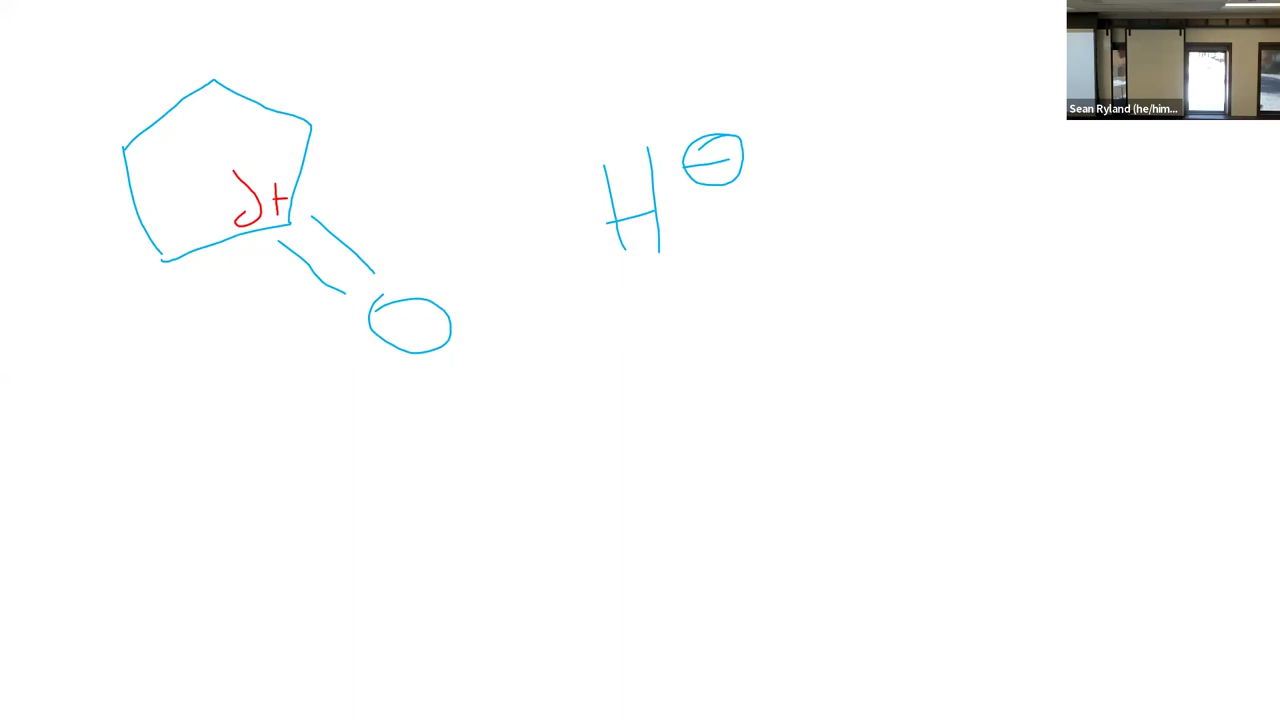 Sean Ryland (he/him...
H⊖
δ+
O